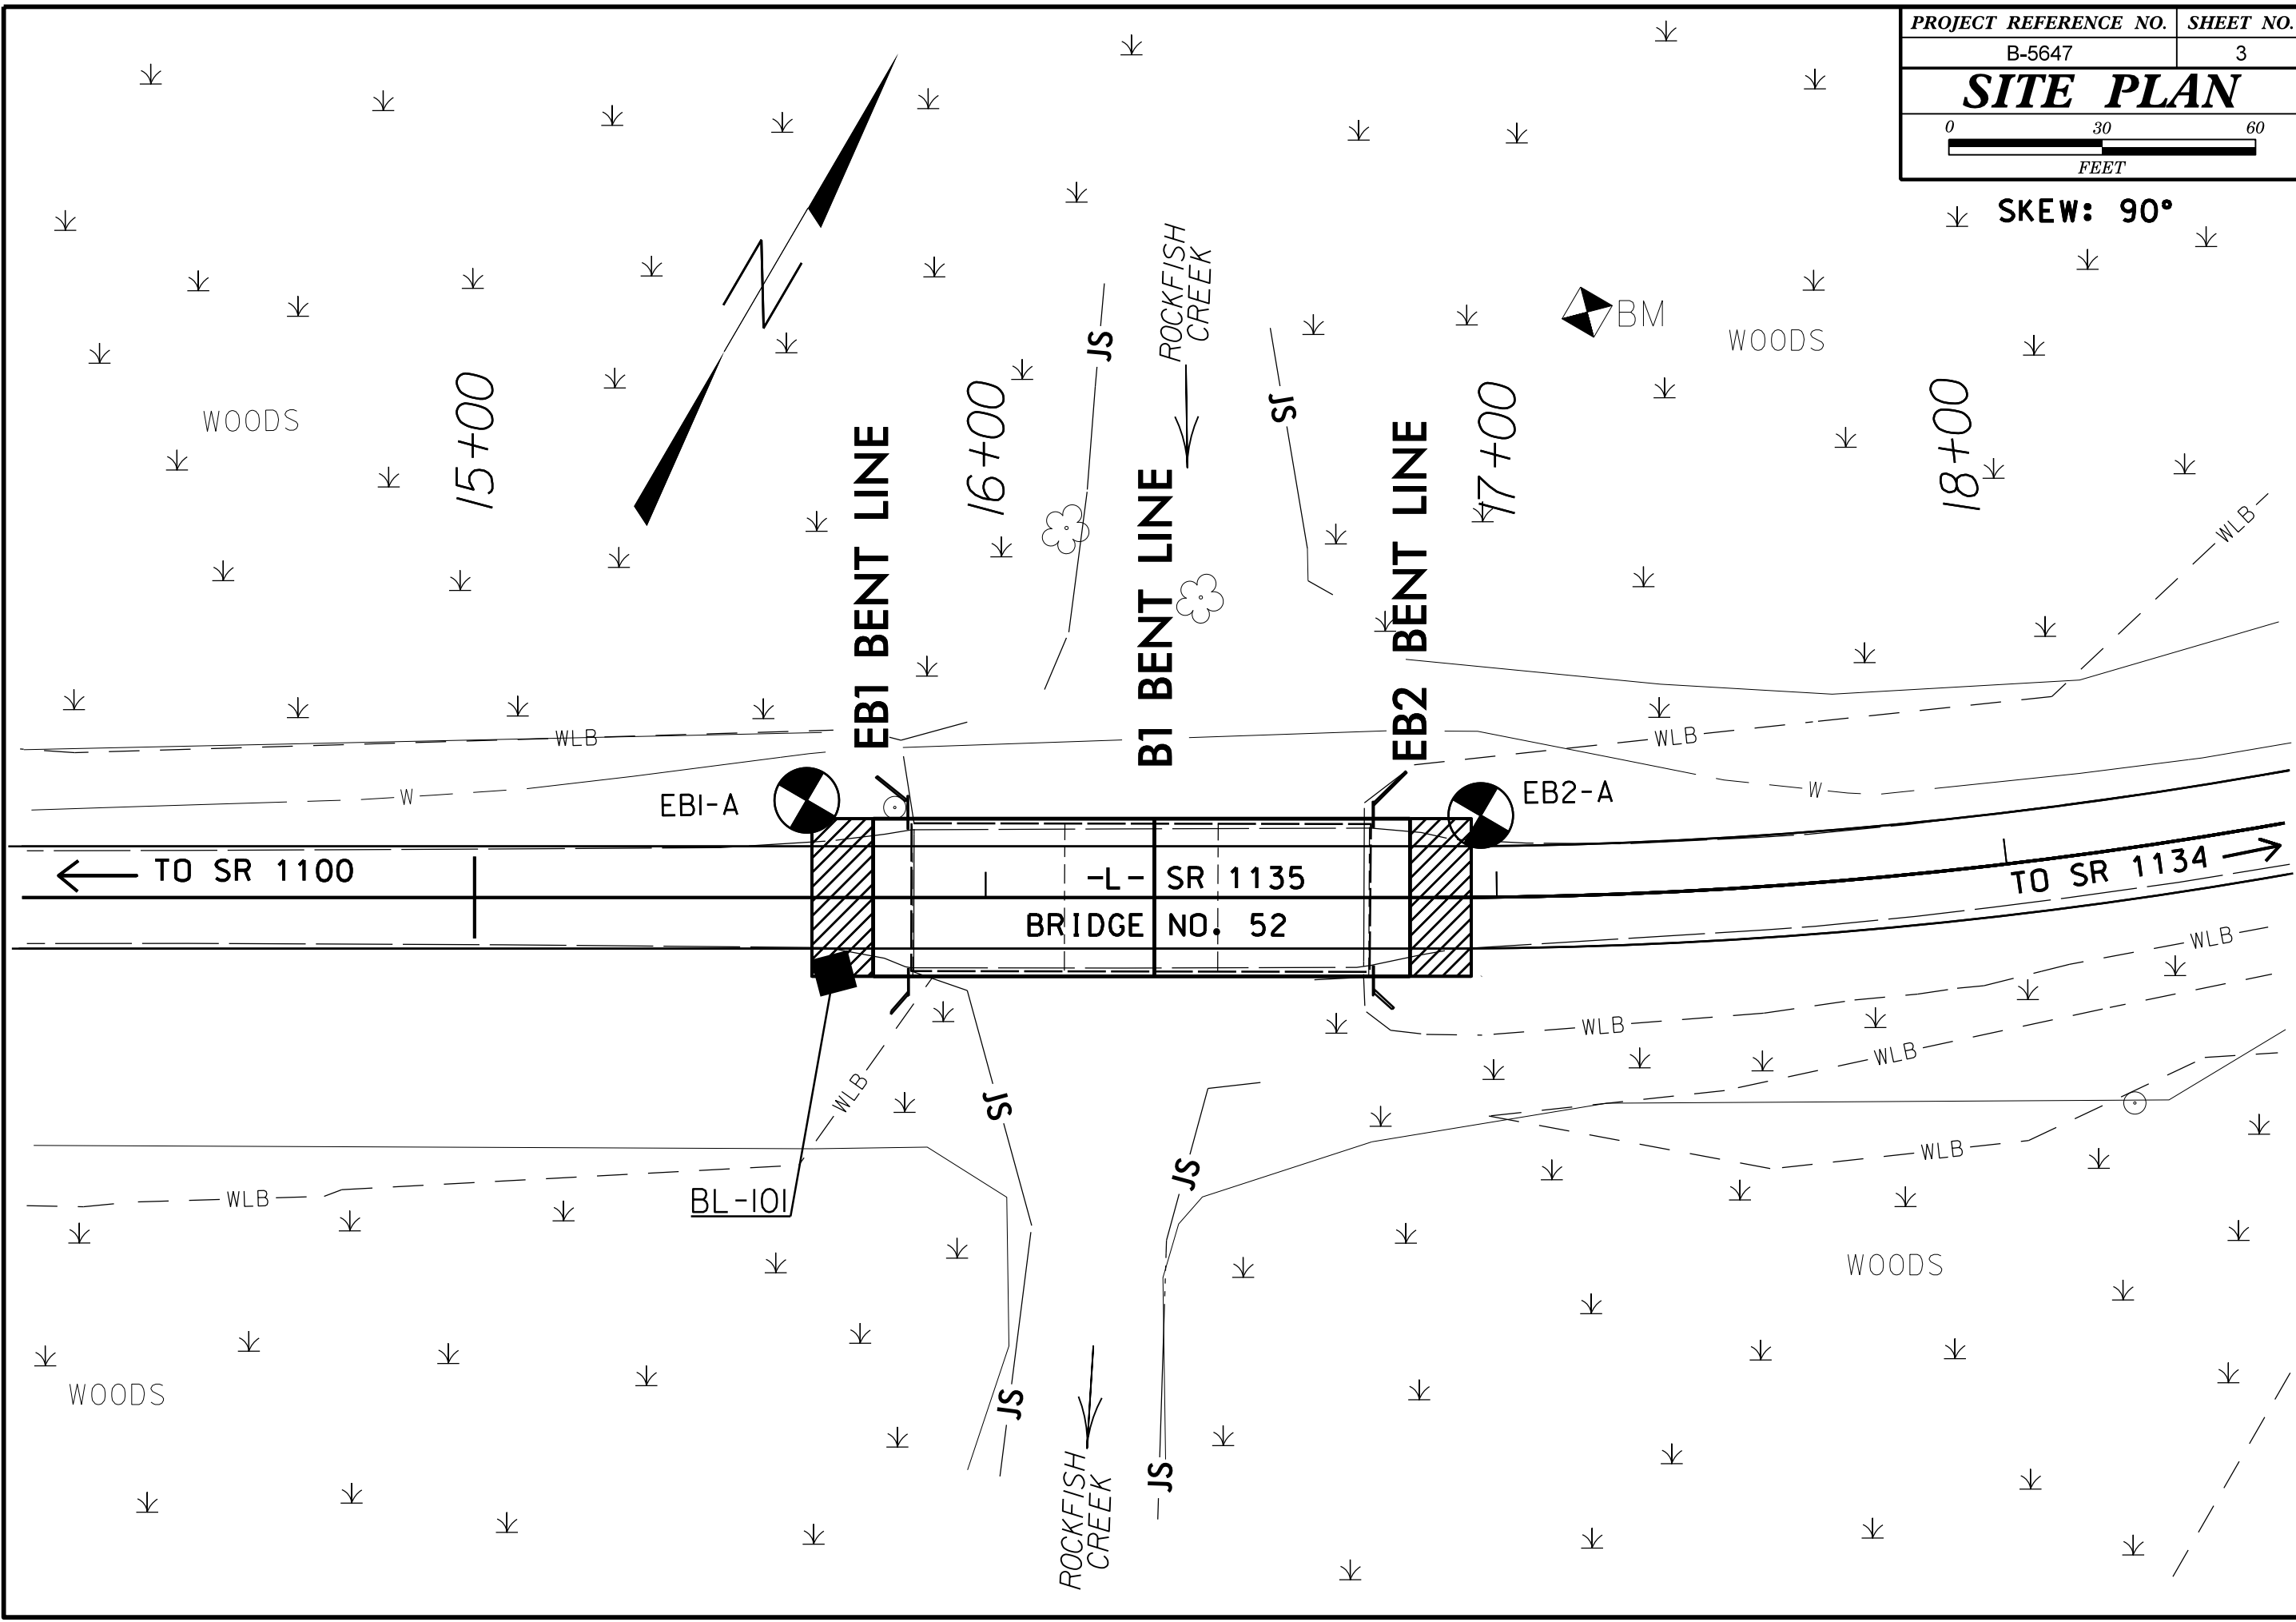 PROJECT REFERENCE NO.
SHEET NO.
B-5647
3
SITE PLAN
0 30 60
FEET
SKEW: 90°
ROCKFISH
CREEK
JS
JS
BM
WOODS
WOODS
15+00
16+00
17+00
18+00
EB1 BENT LINE
B1 BENT LINE
EB2 BENT LINE
WLB
WLB
WLB
W
W
EB1-A
EB2-A
TO SR 1100
-L- SR 1135
TO SR 1134
BRIDGE NO. 52
WLB
WLB
WLB
WLB
WLB
WLB
JS
JS
BL-101
WOODS
WOODS
JS
JS
ROCKFISH
CREEK